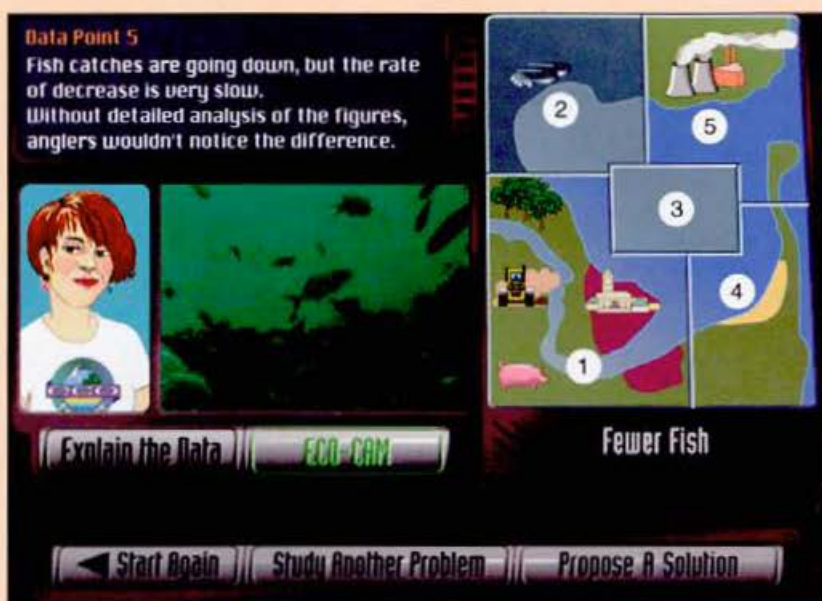 Data Point 5
Fish catches are going down, but the rate
of decrease is very slow.
Without detailed analysis of the figures,
anglers wouldn't notice the difference.
2
5
3
4
1
Explain the Data
ECO-CAM
Fewer Fish
Start Again
Study Another Problem
Propose A Solution